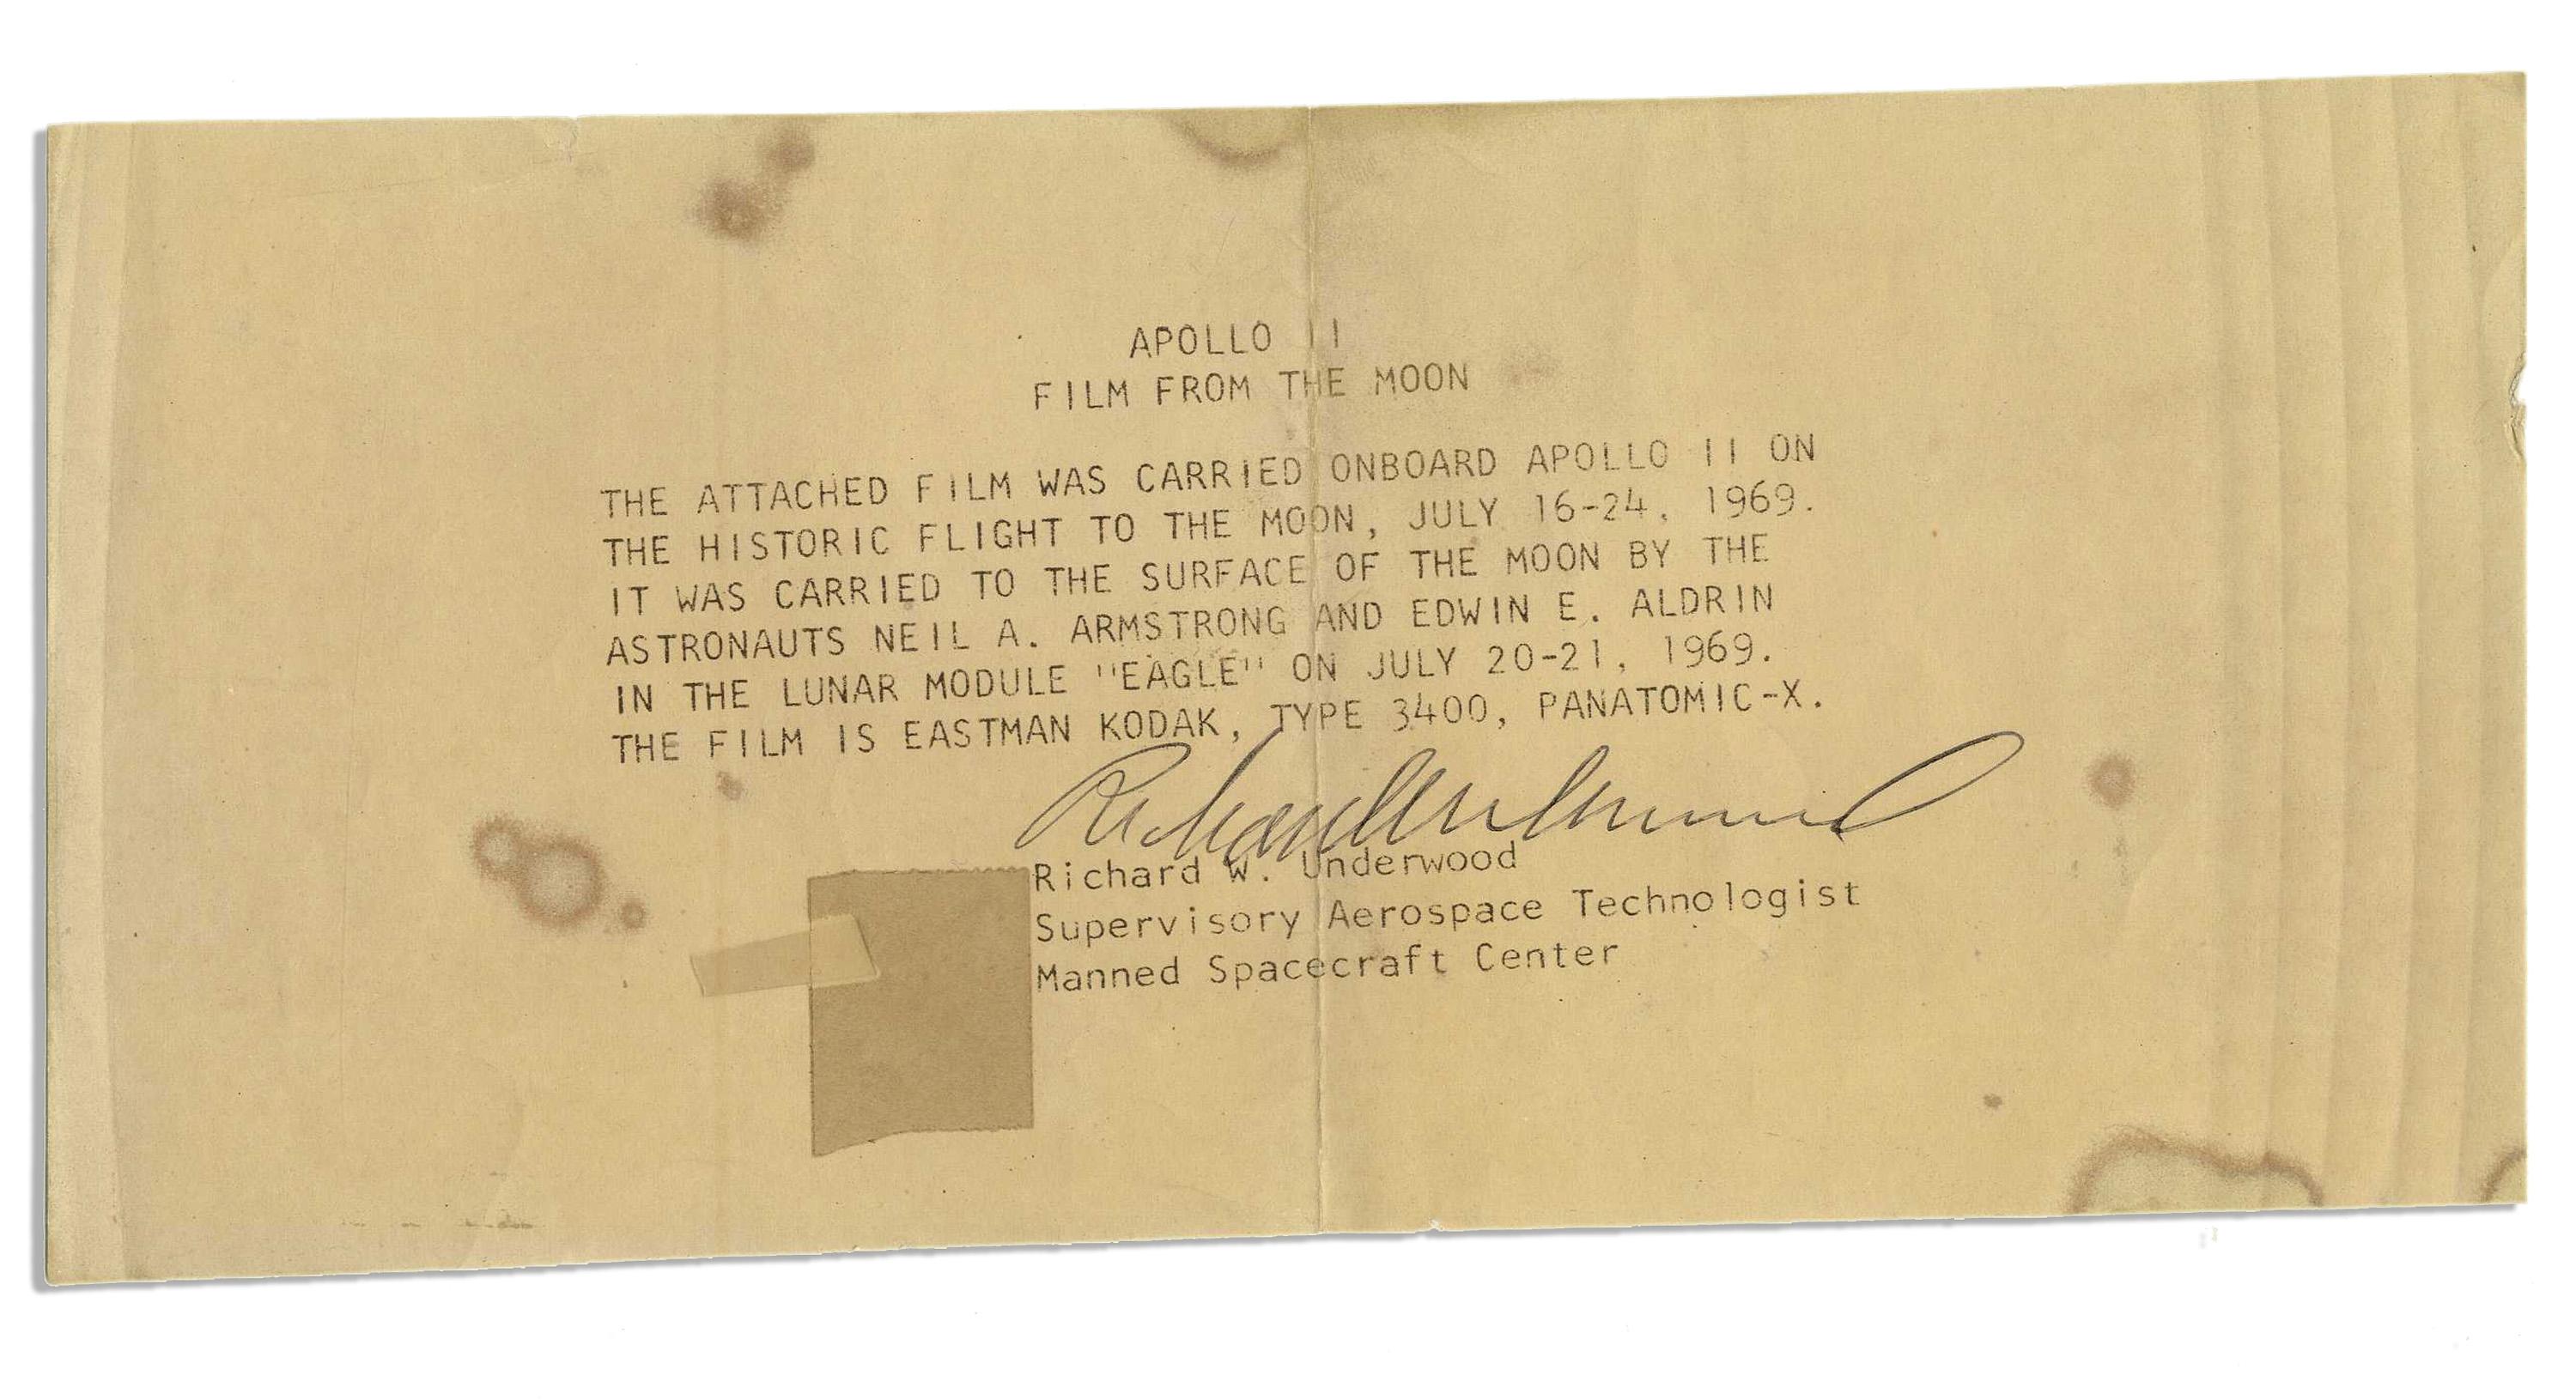 APOLLO 11
FILM FROM THE MOON
THE ATTACHED FILM WAS CARRIED ONBOARD APOLLO 11 ON
THE HISTORIC FLIGHT TO THE MOON, JULY 16-24, 1969.
IT WAS CARRIED TO THE SURFACE OF THE MOON BY THE
ASTRONAUTS NEIL A. ARMSTRONG AND EDWIN E. ALDRIN
IN THE LUNAR MODULE "EAGLE" ON JULY 20-21, 1969.
THE FILM IS EASTMAN KODAK, TYPE 3400, PANATOMIC-X.
Richard W. Underwood
Richard W. Underwood
Supervisory Aerospace Technologist
Manned Spacecraft Center